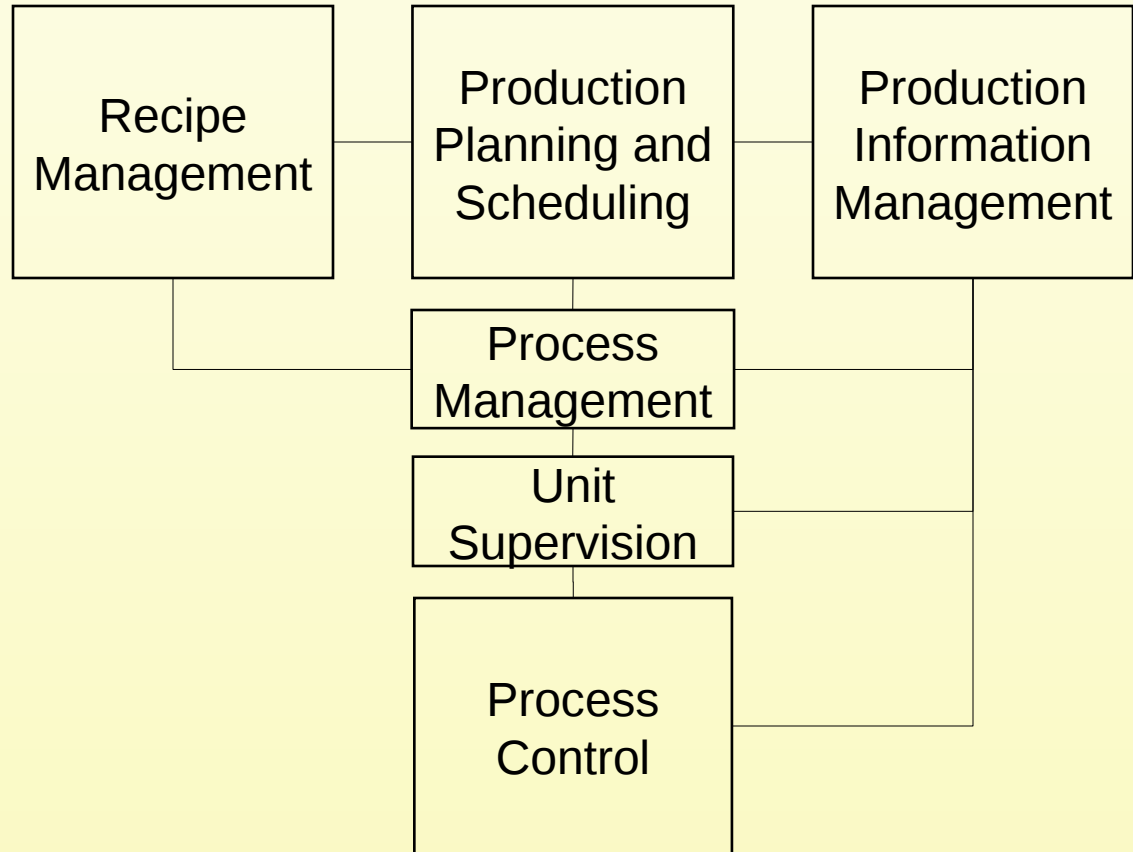 Recipe
Management
Production
Planning and
Scheduling
Production
Information
Management
Process
Management
Unit
Supervision
Process
Control